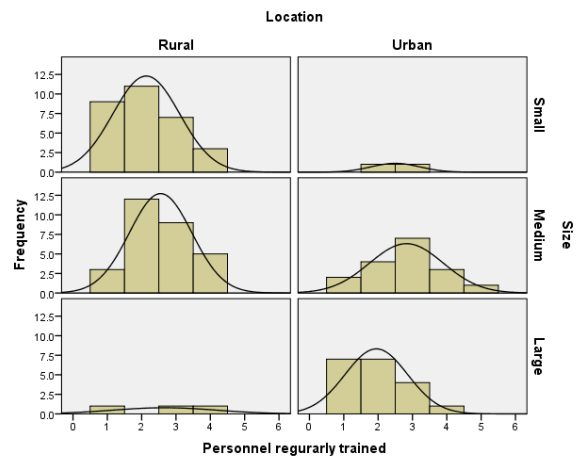 Location
Rural Urban
12.5
10.0
7.5
5.0
2.5
0.0
Small
12.5
10.0
7.5
5.0
2.5
0.0
Medium
12.5
10.0
7.5
5.0
2.5
0.0
Large
Frequency
Size
0 1 2 3 4 5 6 0 1 2 3 4 5 6
Personnel regurarly trained